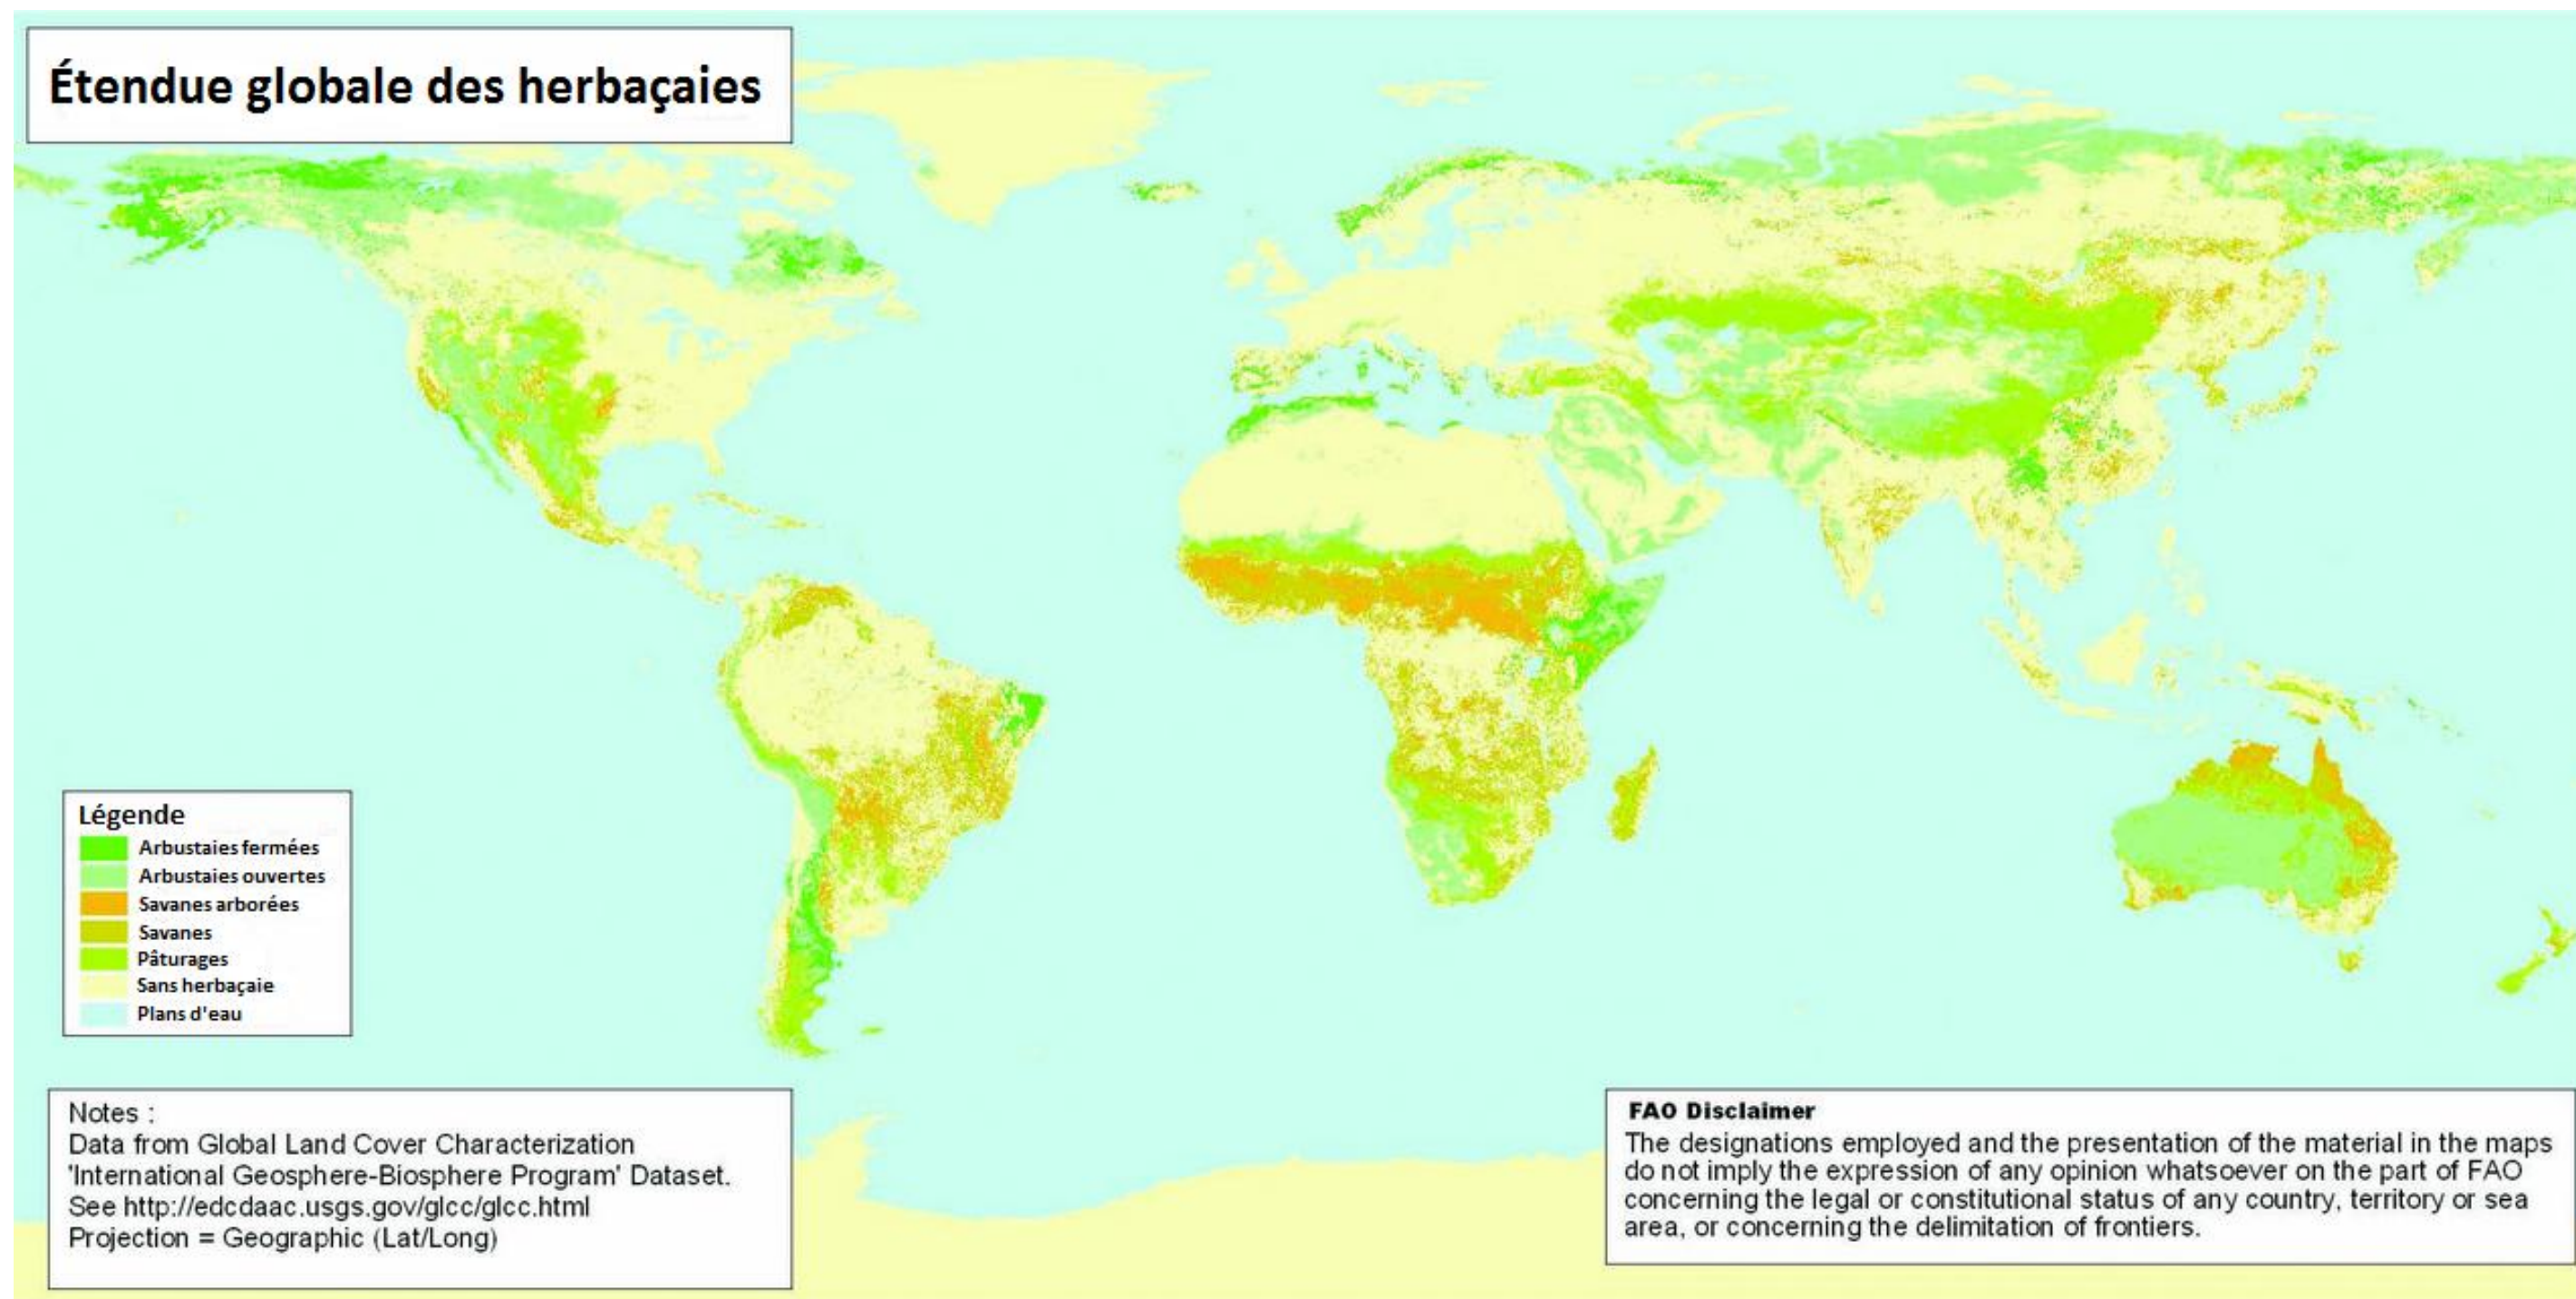 Étendue globale des herbaçaies
Légende
Arbustaies fermées
Arbustaies ouvertes
Savanes arborées
Savanes
Pâturages
Sans herbaçaie
Plans d'eau
Notes :
Data from Global Land Cover Characterization
'International Geosphere-Biosphere Program' Dataset.
See http://edcdaac.usgs.gov/glcc/glcc.html
Projection = Geographic (Lat/Long)
FAO Disclaimer
The designations employed and the presentation of the material in the maps
do not imply the expression of any opinion whatsoever on the part of FAO
concerning the legal or constitutional status of any country, territory or sea
area, or concerning the delimitation of frontiers.